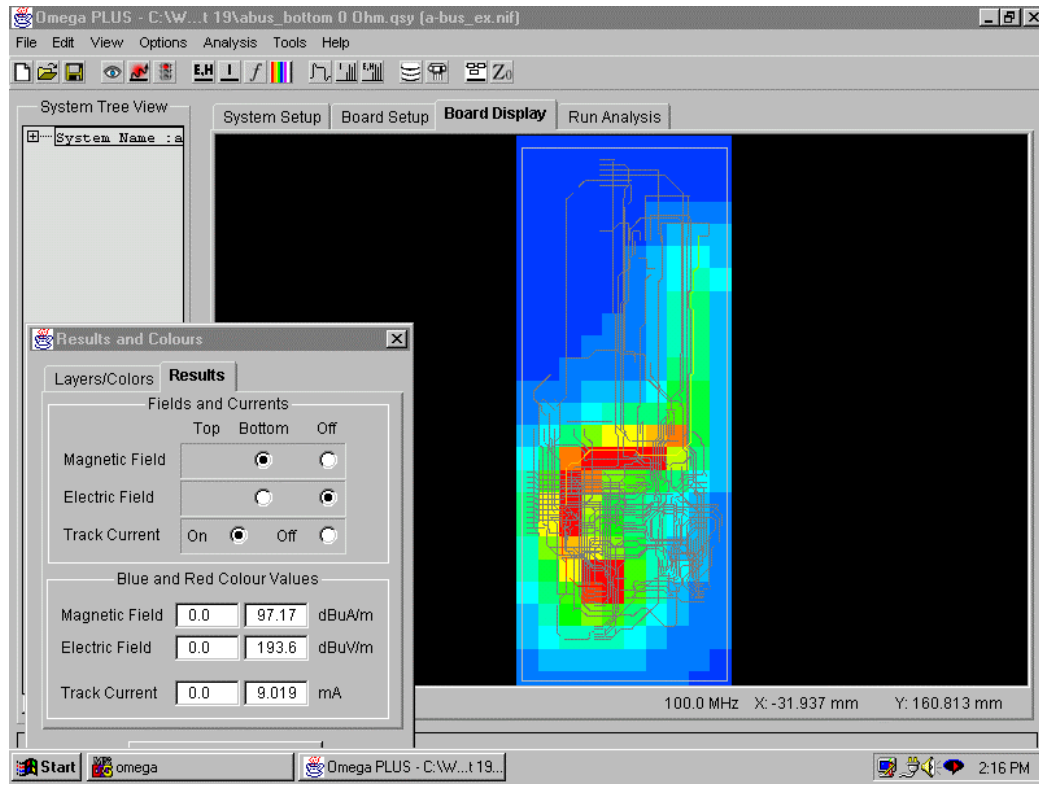 Omega PLUS - C:\W...t 19\abus_bottom 0 Ohm.qsy (a-bus_ex.nif)
File Edit View Options Analysis Tools Help
E,H I f Z0
System Tree View
System Setup Board Setup Board Display Run Analysis
System Name :a
Results and Colours
Layers/Colors Results
Fields and Currents
Top Bottom Off
Magnetic Field
Electric Field
Track Current On Off
Blue and Red Colour Values
Magnetic Field 0.0 97.17 dBuA/m
Electric Field 0.0 193.6 dBuV/m
Track Current 0.0 9.019 mA
100.0 MHz X: -31.937 mm Y: 160.813 mm
Start omega Omega PLUS - C:\W...t 19... 2:16 PM